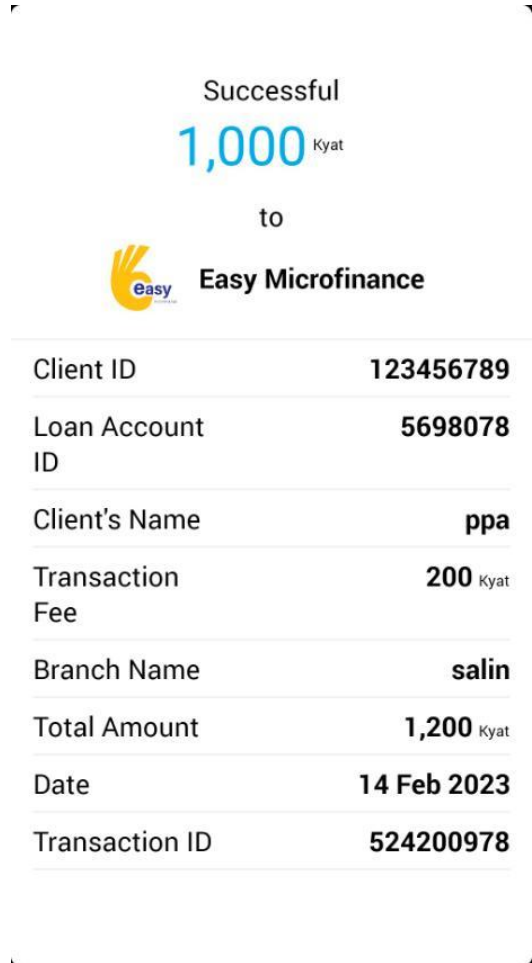 Successful
1,000 Kyat
to
easy
Easy Microfinance
Client ID 123456789
Loan Account 5698078
ID
Client's Name ppa
Transaction 200 Kyat
Fee
Branch Name salin
Total Amount 1,200 Kyat
Date 14 Feb 2023
Transaction ID 524200978